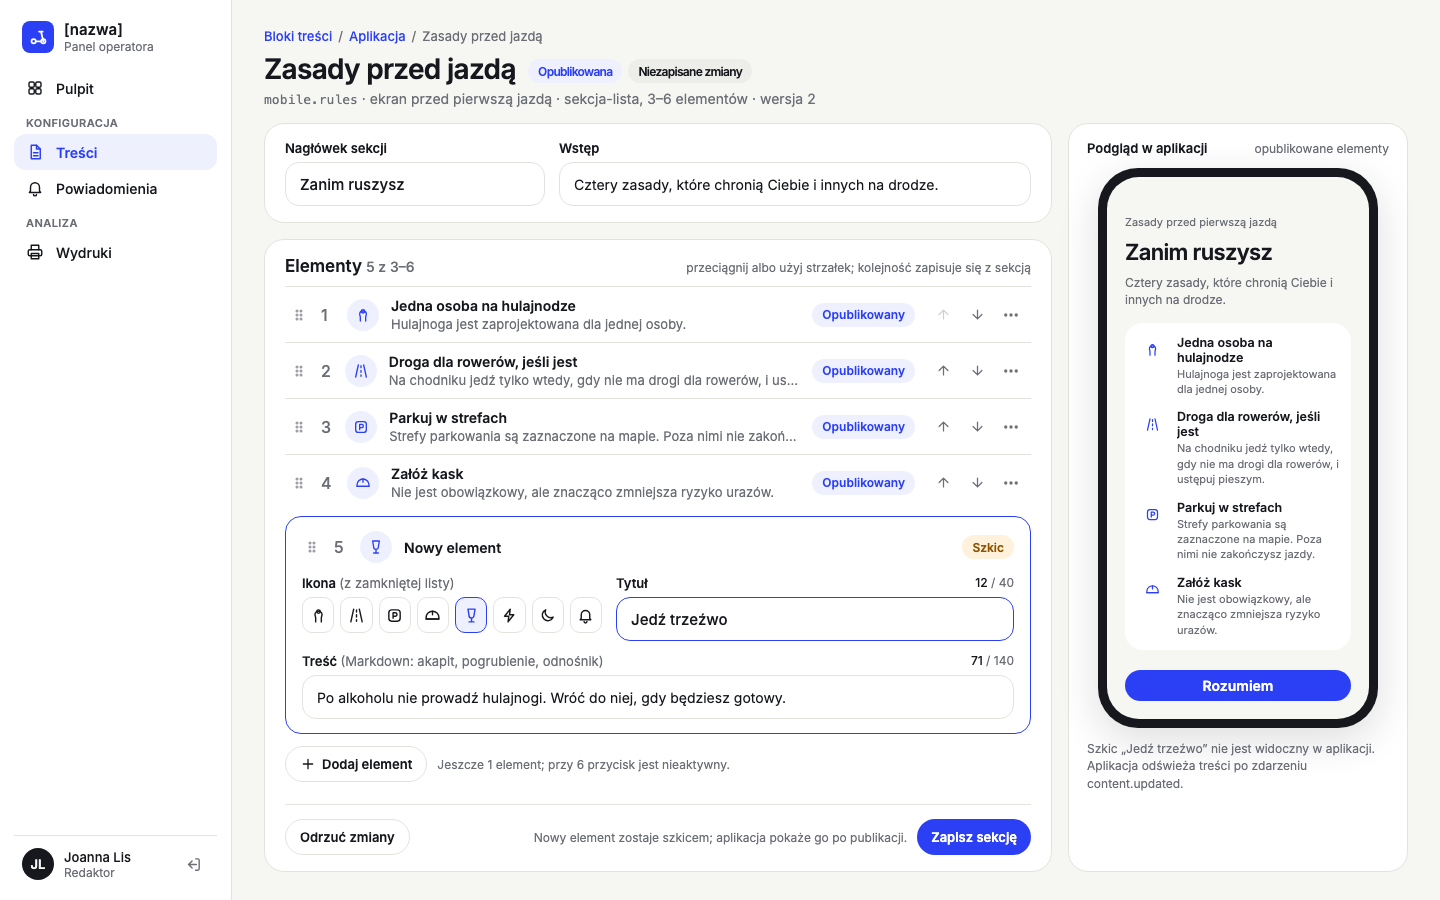 [nazwa]
Panel operatora
Pulpit
KONFIGURACJA
Treści
Powiadomienia
ANALIZA
Wydruki
JL
Joanna Lis
Redaktor
Bloki treści / Aplikacja / Zasady przed jazdą
Zasady przed jazdą Opublikowana Niezapisane zmiany
mobile.rules · ekran przed pierwszą jazdą · sekcja-lista, 3–6 elementów · wersja 2
Nagłówek sekcji
Zanim ruszysz
Wstęp
Cztery zasady, które chronią Ciebie i innych na drodze.
Elementy 5 z 3–6
przeciągnij albo użyj strzałek; kolejność zapisuje się z sekcją
1 Jedna osoba na hulajnodze Opublikowany
Hulajnoga jest zaprojektowana dla jednej osoby.
2 Droga dla rowerów, jeśli jest Opublikowany
Na chodniku jedź tylko wtedy, gdy nie ma drogi dla rowerów, i us...
3 Parkuj w strefach Opublikowany
Strefy parkowania są zaznaczone na mapie. Poza nimi nie zakoń...
4 Załóż kask Opublikowany
Nie jest obowiązkowy, ale znacząco zmniejsza ryzyko urazów.
5 Nowy element Szkic
Ikona (z zamkniętej listy)
Tytuł 12 / 40
Jedź trzeźwo
Treść (Markdown: akapit, pogrubienie, odnośnik) 71 / 140
Po alkoholu nie prowadź hulajnogi. Wróć do niej, gdy będziesz gotowy.
Dodaj element
Jeszcze 1 element; przy 6 przycisk jest nieaktywny.
Odrzuć zmiany
Nowy element zostaje szkicem; aplikacja pokaże go po publikacji.
Zapisz sekcję
Podgląd w aplikacji opublikowane elementy
Zasady przed pierwszą jazdą
Zanim ruszysz
Cztery zasady, które chronią Ciebie i
innych na drodze.
Jedna osoba na
hulajnodze
Hulajnoga jest zaprojektowana
dla jednej osoby.
Droga dla rowerów, jeśli
jest
Na chodniku jedź tylko wtedy,
gdy nie ma drogi dla rowerów, i
ustępuj pieszym.
P
Parkuj w strefach
Strefy parkowania są
zaznaczone na mapie. Poza
nimi nie zakończysz jazdy.
Załóż kask
Nie jest obowiązkowy, ale
znacząco zmniejsza ryzyko
urazów.
Rozumiem
Szkic „Jedź trzeźwo” nie jest widoczny w aplikacji.
Aplikacja odświeża treści po zdarzeniu
content.updated.